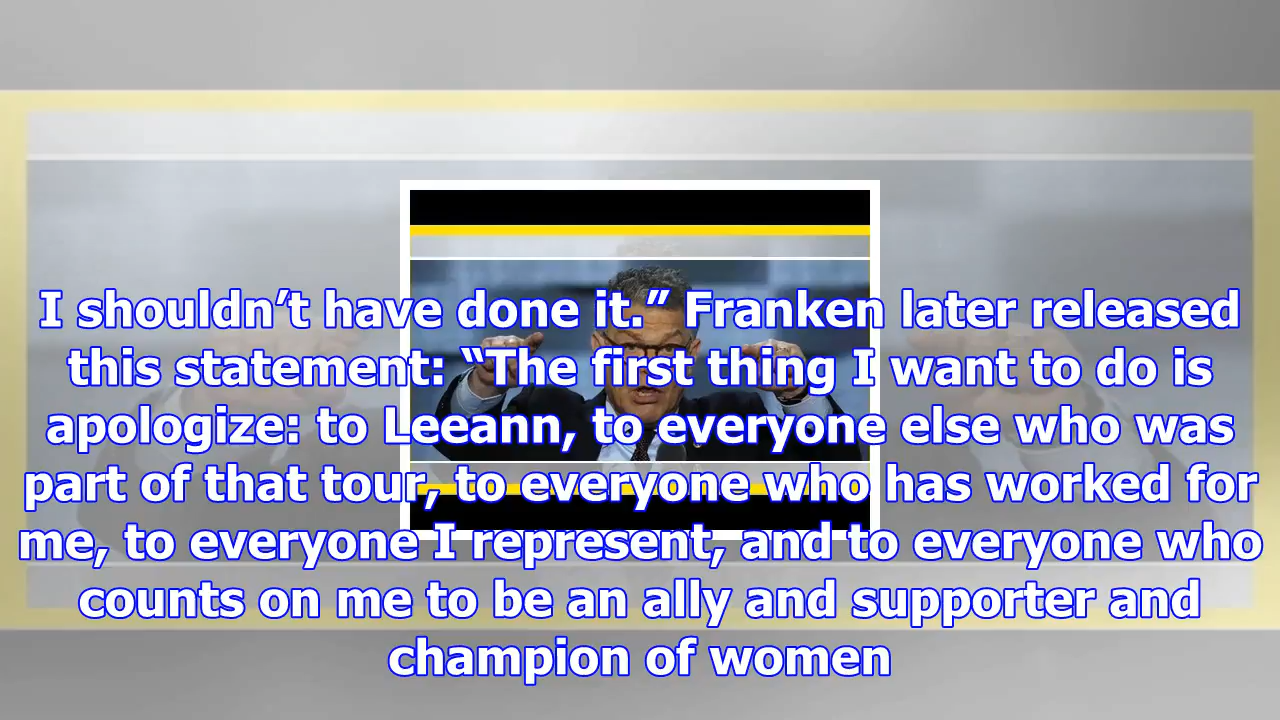 I shouldn’t have done it.” Franken later released
this statement: “The first thing I want to do is
apologize: to Leeann, to everyone else who was
part of that tour, to everyone who has worked for
me, to everyone I represent, and to everyone who
counts on me to be an ally and supporter and
champion of women